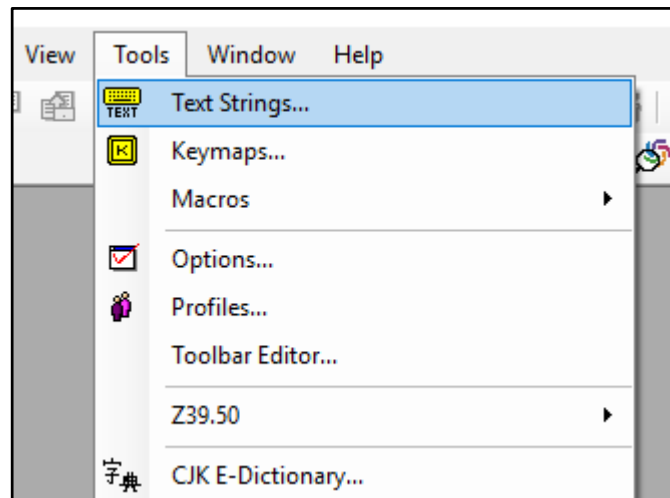 View Tools Window Help
TEXT Text Strings...
K Keymaps...
Macros
Options...
Profiles...
Toolbar Editor...
Z39.50
字典 CJK E-Dictionary...